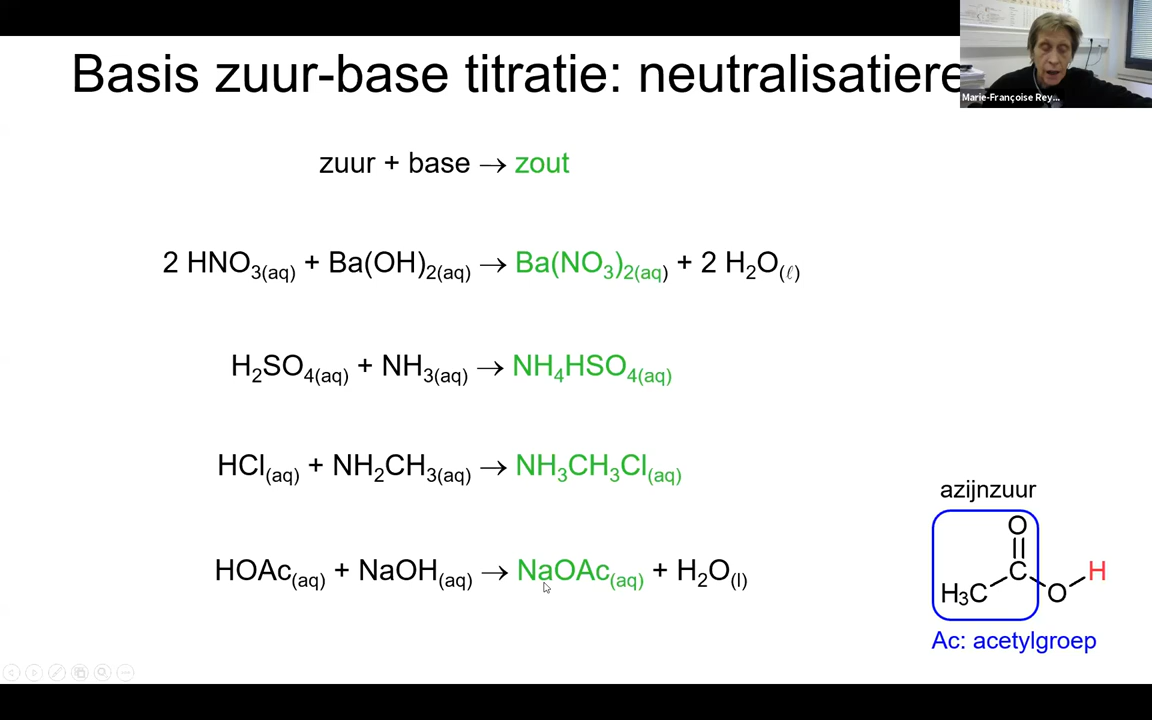 Basis zuur-base titratie: neutralisatiere
Marie-Françoise Rey...
zuur + base → zout
2 HNO₃(aq) + Ba(OH)₂(aq) → Ba(NO₃)₂(aq) + 2 H₂O(ℓ)
H₂SO₄(aq) + NH₃(aq) → NH₄HSO₄(aq)
HCl(aq) + NH₂CH₃(aq) → NH₃CH₃Cl(aq)
HOAc(aq) + NaOH(aq) → NaOAc(aq) + H₂O(l)
azijnzuur
O
C
H
H₃C
O
Ac: acetylgroep